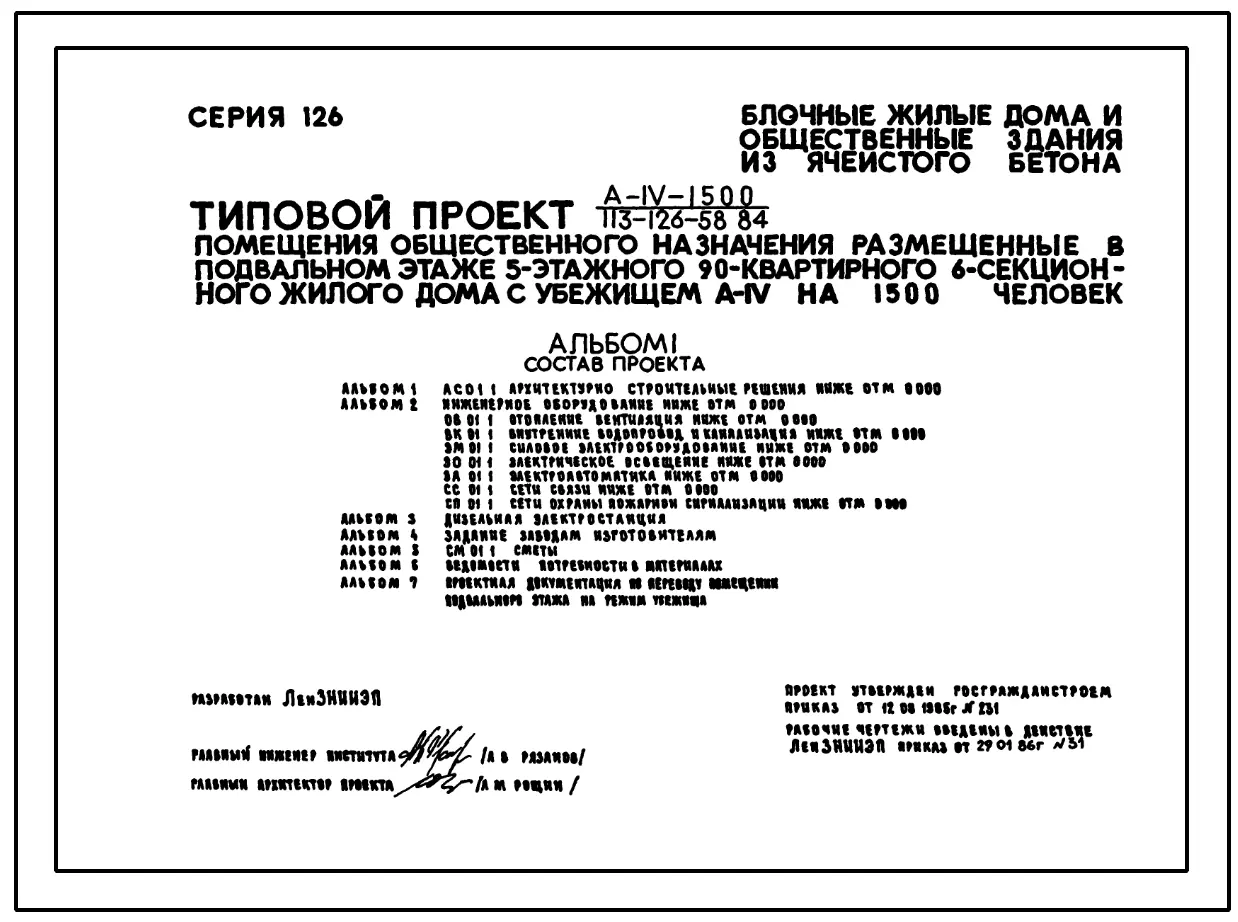 СЕРИЯ 126
БЛОЧНЫЕ ЖИЛЫЕ ДОМА И
ОБЩЕСТВЕННЫЕ ЗДАНИЯ
ИЗ ЯЧЕИСТОГО БЕТОНА
ТИПОВОЙ ПРОЕКТ А-IV-1500
113-126-58 84
ПОМЕЩЕНИЯ ОБЩЕСТВЕННОГО НАЗНАЧЕНИЯ РАЗМЕЩЕННЫЕ В
ПОДВАЛЬНОМ ЭТАЖЕ 5-ЭТАЖНОГО 90-КВАРТИРНОГО 6-СЕКЦИОН-
НОГО ЖИЛОГО ДОМА С УБЕЖИЩЕМ А-IV НА 1500 ЧЕЛОВЕК
АЛЬБОМ I
СОСТАВ ПРОЕКТА
АЛЬБОМ 1 АС 01 1 АРХИТЕКТУРНО СТРОИТЕЛЬНЫЕ РЕШЕНИЯ НИЖЕ ОТМ 0 000
АЛЬБОМ 2 ИНЖЕНЕРНОЕ ОБОРУДОВАНИЕ НИЖЕ ОТМ 0 000
ОВ 01 1 ОТОПЛЕНИЕ ВЕНТИЛЯЦИЯ НИЖЕ ОТМ 0 000
ВК 01 1 ВНУТРЕННИЕ ВОДОПРОВОД И КАНАЛИЗАЦИЯ НИЖЕ ОТМ 0 000
ЭМ 01 1 СИЛОВОЕ ЭЛЕКТРООБОРУДОВАНИЕ НИЖЕ ОТМ 0 000
ЭО 01 1 ЭЛЕКТРИЧЕСКОЕ ОСВЕЩЕНИЕ НИЖЕ ОТМ 0 000
ЭА 01 1 ЭЛЕКТРОАВТОМАТИКА НИЖЕ ОТМ 0 000
СС 01 1 СЕТИ СВЯЗИ НИЖЕ ОТМ 0 000
СП 01 1 СЕТИ ОХРАНЫ ПОЖАРНОЙ СИГНАЛИЗАЦИИ НИЖЕ ОТМ 0 000
АЛЬБОМ 3 ДИЗЕЛЬНАЯ ЭЛЕКТРОСТАНЦИЯ
АЛЬБОМ 4 ЗАДАНИЕ ЗАВОДАМ ИЗГОТОВИТЕЛЯМ
АЛЬБОМ 5 СМ 01 1 СМЕТЫ
АЛЬБОМ 6 ВЕДОМОСТИ ПОТРЕБНОСТИ В МАТЕРИАЛАХ
АЛЬБОМ 7 ПРОЕКТНАЯ ДОКУМЕНТАЦИЯ ПО ПЕРЕВОДУ ПОМЕЩЕНИЙ
ПОДВАЛЬНОГО ЭТАЖА НА РЕЖИМ УБЕЖИЩА
РАЗРАБОТАН ЛенЗНИИЭП
ГЛАВНЫЙ ИНЖЕНЕР ИНСТИТУТА /А В РЯЗАНОВ/
ГЛАВНЫЙ АРХИТЕКТОР ПРОЕКТА /А М РОЩИН/
ПРОЕКТ УТВЕРЖДЕН ГОСГРАЖДАНСТРОЕМ
ПРИКАЗ ОТ 12 08 1985г № 231
РАБОЧИЕ ЧЕРТЕЖИ ВВЕДЕНЫ В ДЕЙСТВИЕ
ЛенЗНИИЭП ПРИКАЗ ОТ 29 01 86г №31